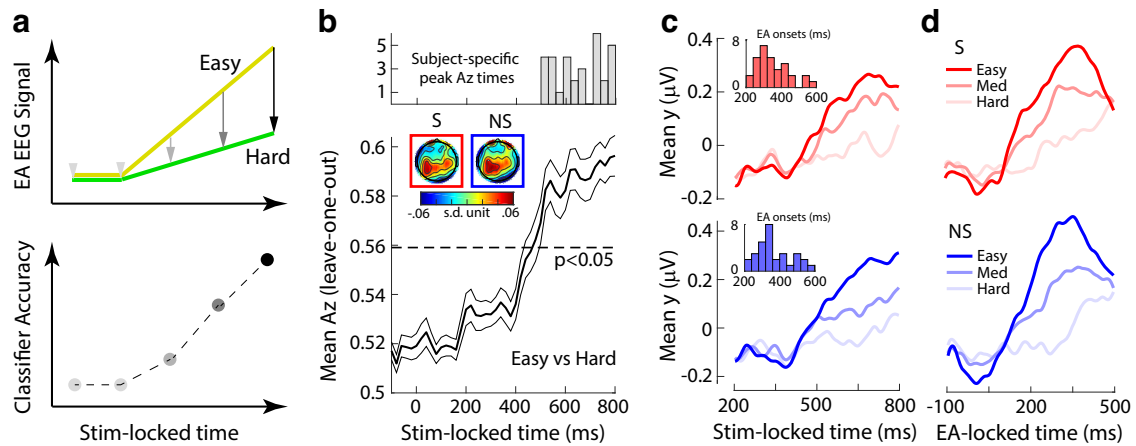 a
EA EEG Signal
Easy
Hard
Classifier Accuracy
Stim-locked time
b
5
3
1
Subject-specific
peak Az times
S NS
-.06 s.d. unit .06
Mean Az (leave-one-out)
0.6
0.58
0.56
0.54
0.52
0.5
p<0.05
Easy vs Hard
0 200 400 600 800
Stim-locked time (ms)
c
EA onsets (ms)
8
0
200 400 600
Mean y (µV)
0.4
0.2
0
-0.2
EA onsets (ms)
8
0
200 400 600
Mean y (µV)
0.4
0.2
0
-0.2
200 400 600 800
Stim-locked time (ms)
d
S
Easy
Med
Hard
NS
Easy
Med
Hard
-100 200 500
EA-locked time (ms)